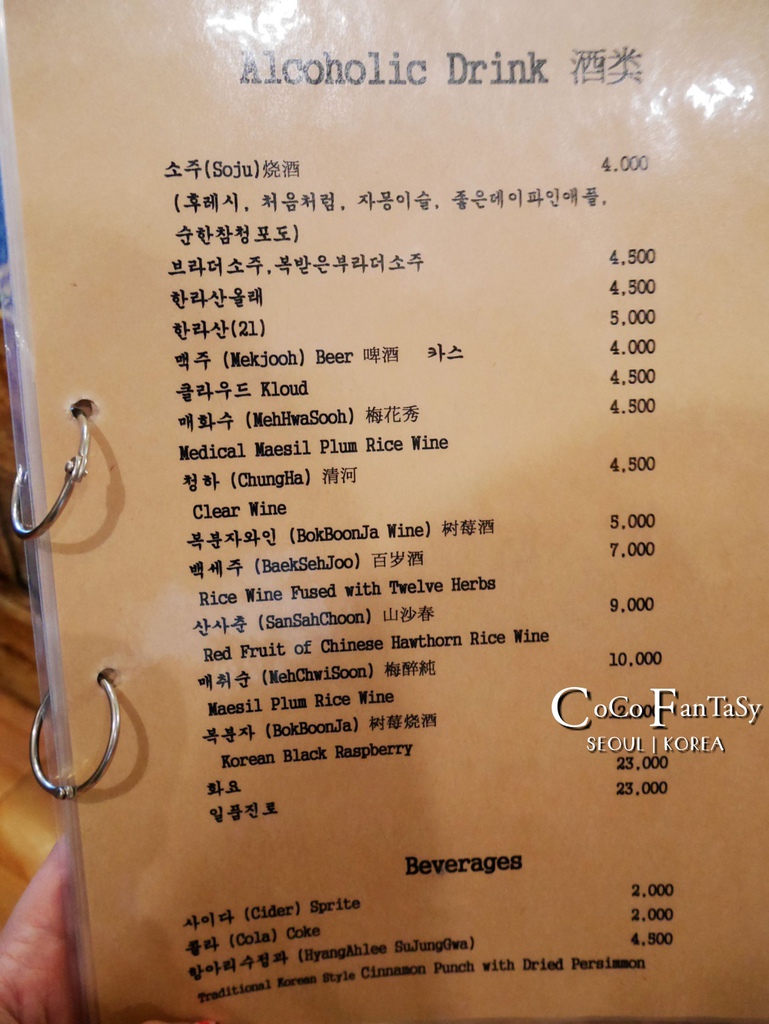 Alcoholic Drink 酒类
소주(Soju)烧酒 4.000
(후레시, 처음처럼, 자몽이슬, 좋은데이파인애플,
순한참청포도)
브라더소주,복받은부라더소주 4,500
한라산올래 4,500
한라산(21) 5,000
맥주 (Mekjooh) Beer 啤酒 카스 4.000
클라우드 Kloud 4,500
매화수 (MehHwaSooh) 梅花秀 4.500
Medical Maesil Plum Rice Wine
청하 (ChungHa) 清河 4,500
Clear Wine
복분자와인 (BokBoonJa Wine) 树莓酒 5.000
백세주 (BaekSehJoo) 百岁酒 7,000
Rice Wine Fused with Twelve Herbs
산사춘 (SanSahChoon) 山沙春 9,000
Red Fruit of Chinese Hawthorn Rice Wine
매취순 (MehChwiSoon) 梅醉純 10,000
Maesil Plum Rice Wine
복분자 (BokBoonJa) 树莓烧酒
Korean Black Raspberry
화요 23,000
일품진로 23,000
CoCo FanTaSy
SEOUL | KOREA
Beverages
사이다 (Cider) Sprite 2,000
콜라 (Cola) Coke 2,000
항아리수정과 (HyangAhlee SuJungGwa) 4,500
Traditional Korean Style Cinnamon Punch with Dried Persimmon